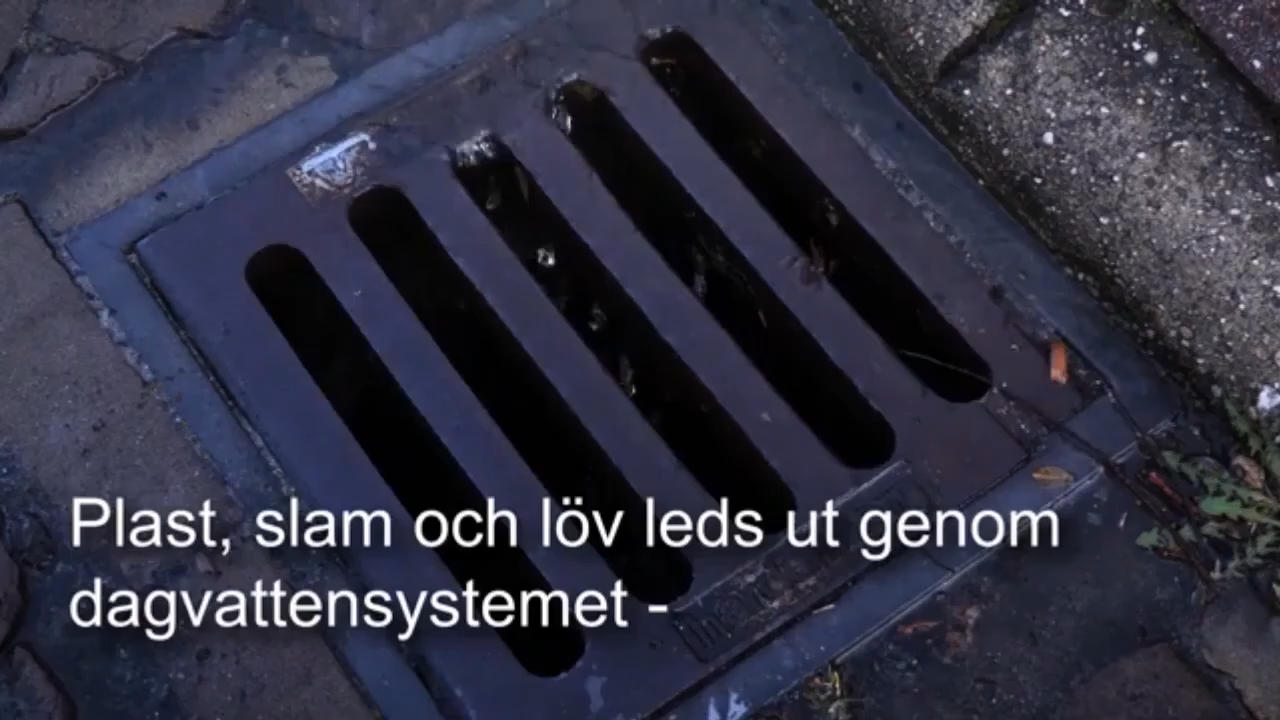 Plast, slam och löv leds ut genom
dagvattensystemet -